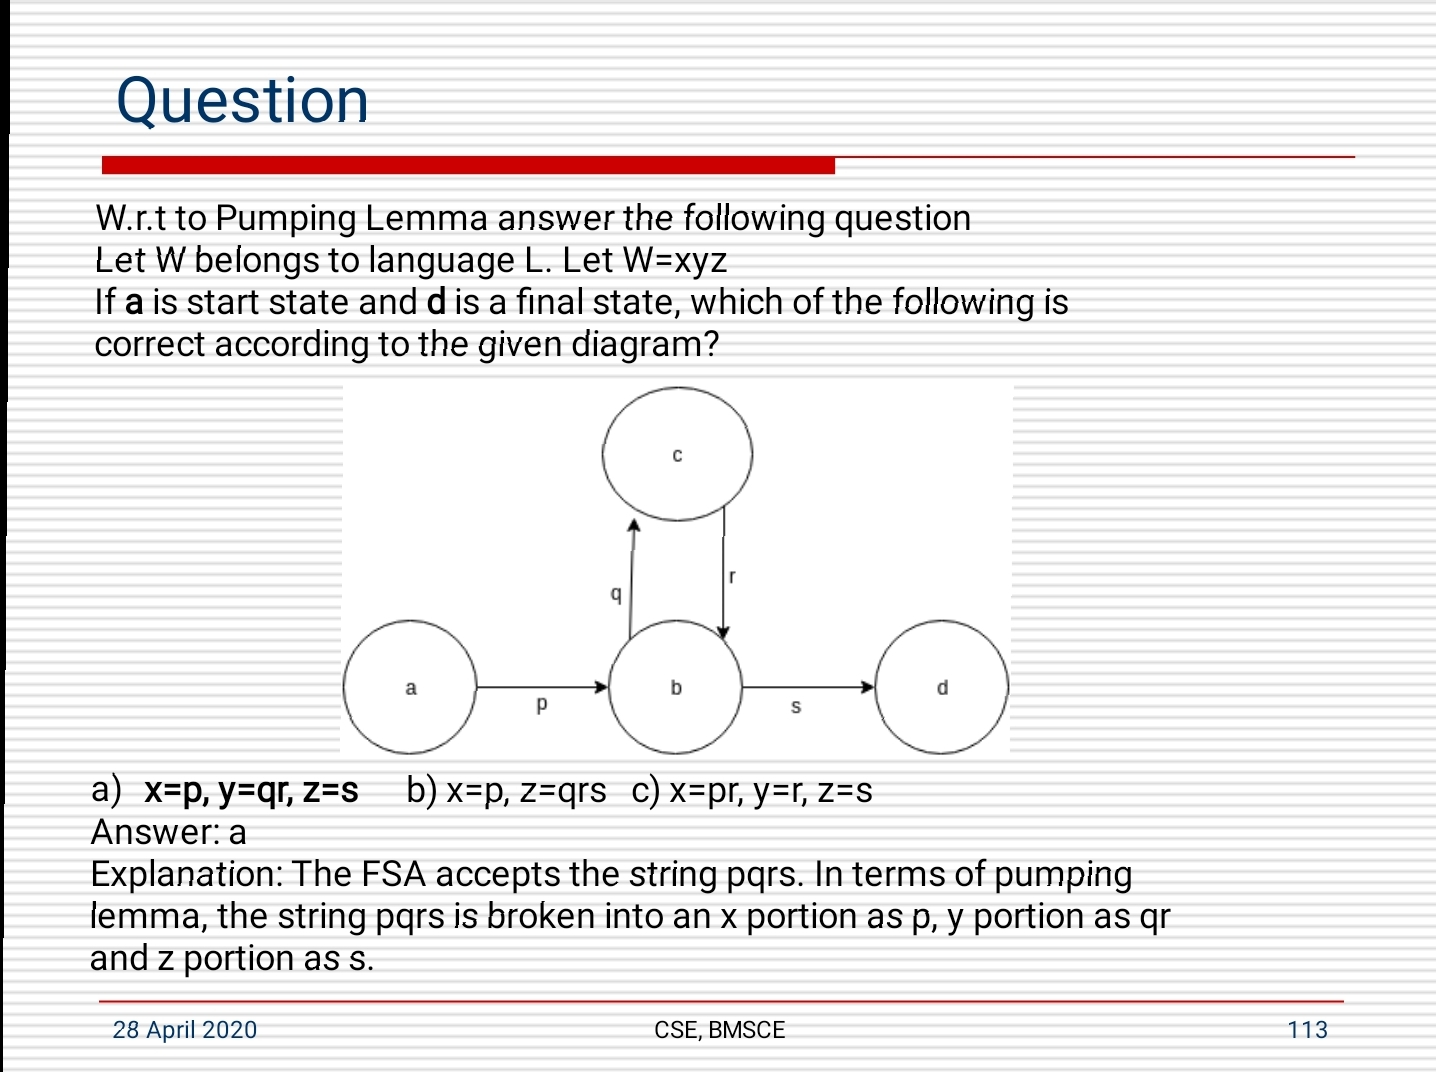 Question
W.r.t to Pumping Lemma answer the following question
Let W belongs to language L. Let W=xyz
If a is start state and d is a final state, which of the following is
correct according to the given diagram?
c
q
r
a
b
d
p
s
a) x=p, y=qr, z=s b) x=p, z=qrs c) x=pr, y=r, z=s
Answer: a
Explanation: The FSA accepts the string pqrs. In terms of pumping
lemma, the string pqrs is broken into an x portion as p, y portion as qr
and z portion as s.
28 April 2020 CSE, BMSCE 113